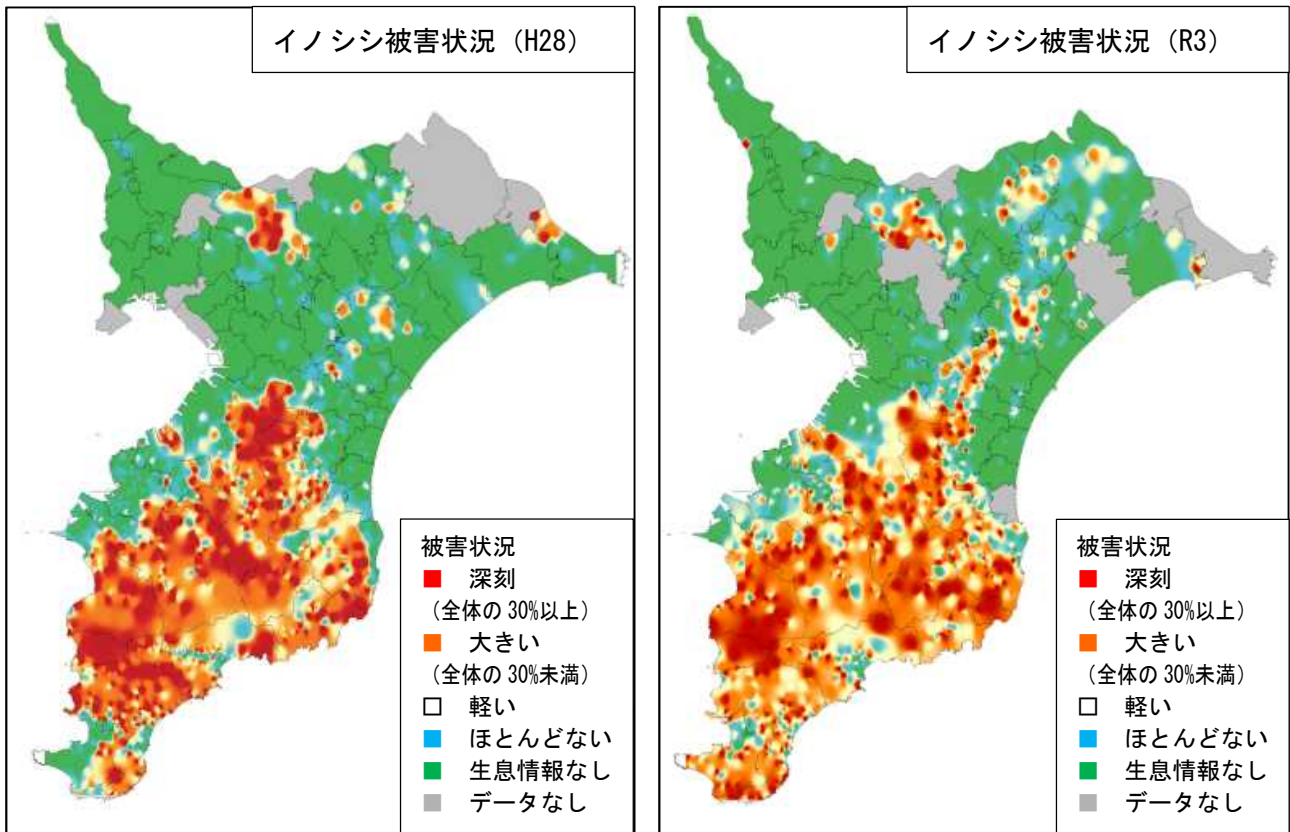 イノシシ被害状況（H28）
被害状況
深刻
（全体の30%以上）
大きい
（全体の30%未満）
軽い
ほとんどない
生息情報なし
データなし
イノシシ被害状況（R3）
被害状況
深刻
（全体の30%以上）
大きい
（全体の30%未満）
軽い
ほとんどない
生息情報なし
データなし